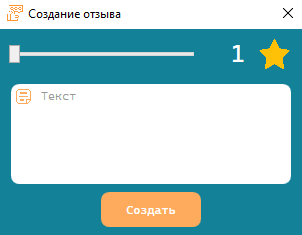 Создание отзыва
1
Текст
Создать